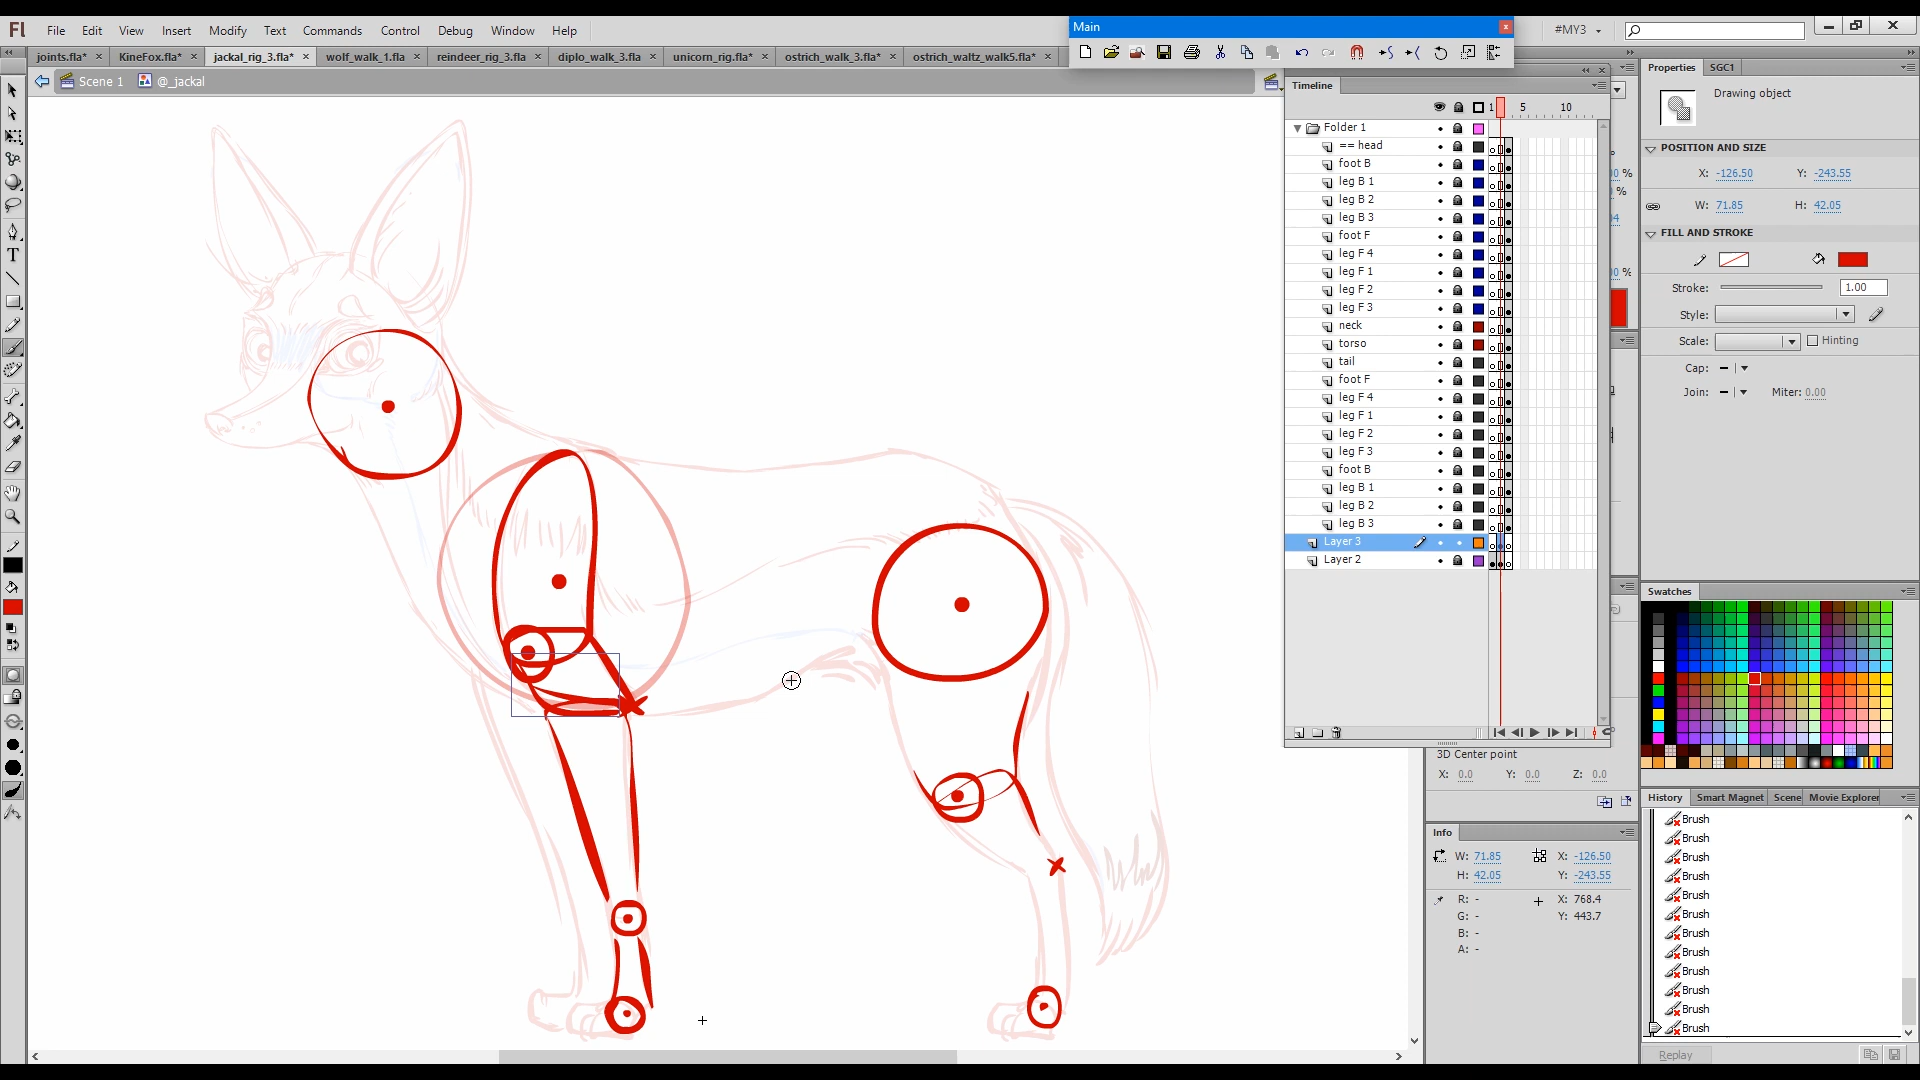 Main
Fl File Edit View Insert Modify Text Commands Control Debug Window Help
#MY3
joints.fla* KineFox.fla* jackal_rig_3.fla* wolf_walk_1.fla reindeer_rig_3.fla diplo_walk_3.fla unicorn_rig.fla* ostrich_walk_3.fla* ostrich_waltz_walk5.fla*
Scene 1 @_jackal
Timeline
1 5 10
Folder 1
== head
foot B
leg B 1
leg B 2
leg B 3
foot F
leg F 4
leg F 1
leg F 2
leg F 3
neck
torso
tail
foot F
leg F 4
leg F 1
leg F 2
leg F 3
foot B
leg B 1
leg B 2
leg B 3
Layer 3
Layer 2
3D Center point
X: 0.0 Y: 0.0 Z: 0.0
Info
W: 71.85 X: -126.50
H: 42.05 Y: -243.55
R: - X: 768.4
G: - Y: 443.7
B: -
A: -
Properties SGC1
Drawing object
POSITION AND SIZE
X: -126.50 Y: -243.55
W: 71.85 H: 42.05
FILL AND STROKE
Stroke: 1.00
Style:
Scale: Hinting
Cap:
Join: Miter: 0.00
Swatches
History Smart Magnet Scene Movie Explorer
Brush
Brush
Brush
Brush
Brush
Brush
Brush
Brush
Brush
Brush
Brush
Brush
Replay